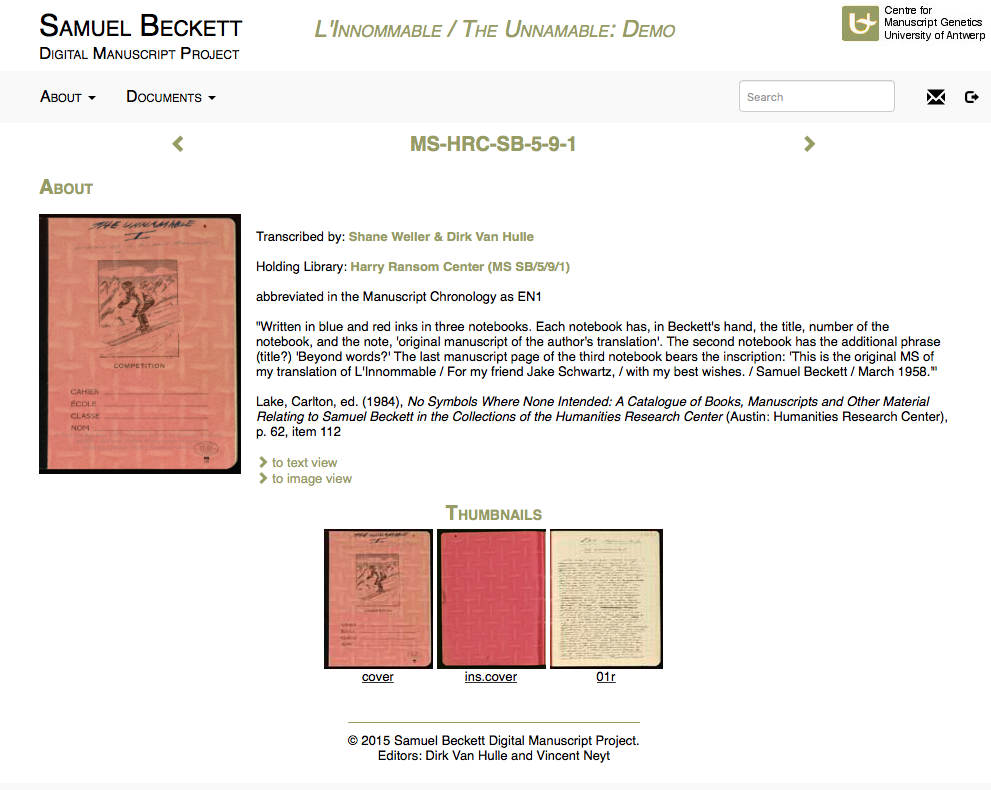 SAMUEL BECKETT
DIGITAL MANUSCRIPT PROJECT
L'INNOMMABLE / THE UNNAMABLE: DEMO
Centre for
Manuscript Genetics
University of Antwerp
ABOUT
DOCUMENTS
Search
MS-HRC-SB-5-9-1
ABOUT
THE UNNAMABLE
I
COMPETITION
CAHIER
ÉCOLE
CLASSE
NOM
Transcribed by: Shane Weller & Dirk Van Hulle
Holding Library: Harry Ransom Center (MS SB/5/9/1)
abbreviated in the Manuscript Chronology as EN1
"Written in blue and red inks in three notebooks. Each notebook has, in Beckett's hand, the title, number of the
notebook, and the note, 'original manuscript of the author's translation'. The second notebook has the additional phrase
(title?) 'Beyond words?' The last manuscript page of the third notebook bears the inscription: 'This is the original MS of
my translation of L'Innommable / For my friend Jake Schwartz, / with my best wishes. / Samuel Beckett / March 1958.'"
Lake, Carlton, ed. (1984), No Symbols Where None Intended: A Catalogue of Books, Manuscripts and Other Material
Relating to Samuel Beckett in the Collections of the Humanities Research Center (Austin: Humanities Research Center),
p. 62, item 112
to text view
to image view
THUMBNAILS
cover
ins.cover
01r
© 2015 Samuel Beckett Digital Manuscript Project.
Editors: Dirk Van Hulle and Vincent Neyt